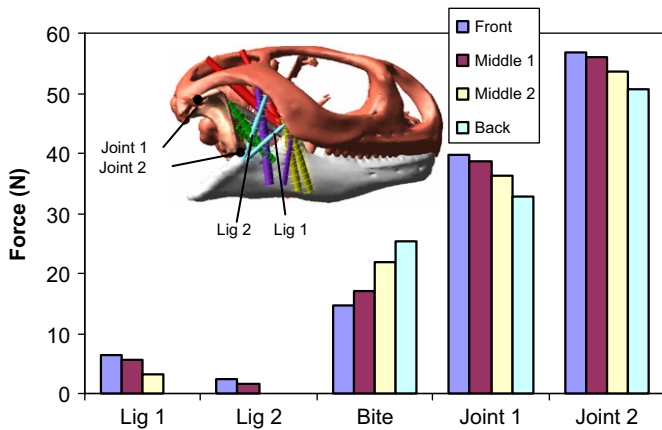 Force (N)
60
50
40
30
20
10
0
Front
Middle 1
Middle 2
Back
Joint 1
Joint 2
Lig 2
Lig 1
Lig 1
Lig 2
Bite
Joint 1
Joint 2